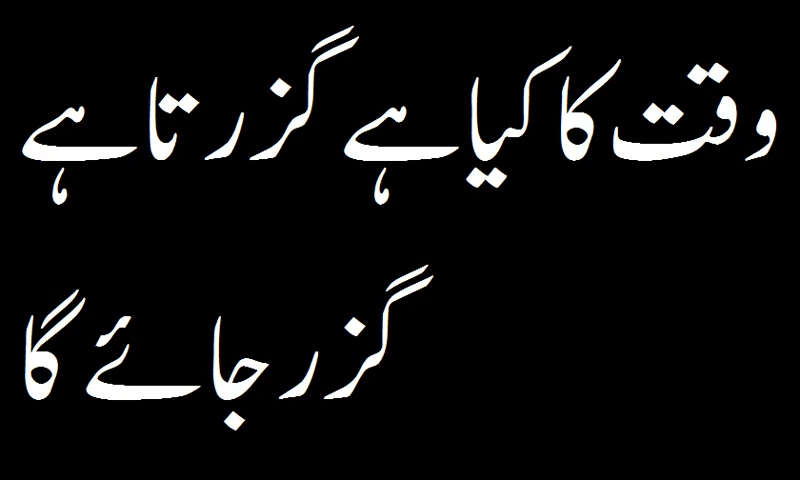 وقت کا کیا ہے گزرتا ہے
گزر جائے گا